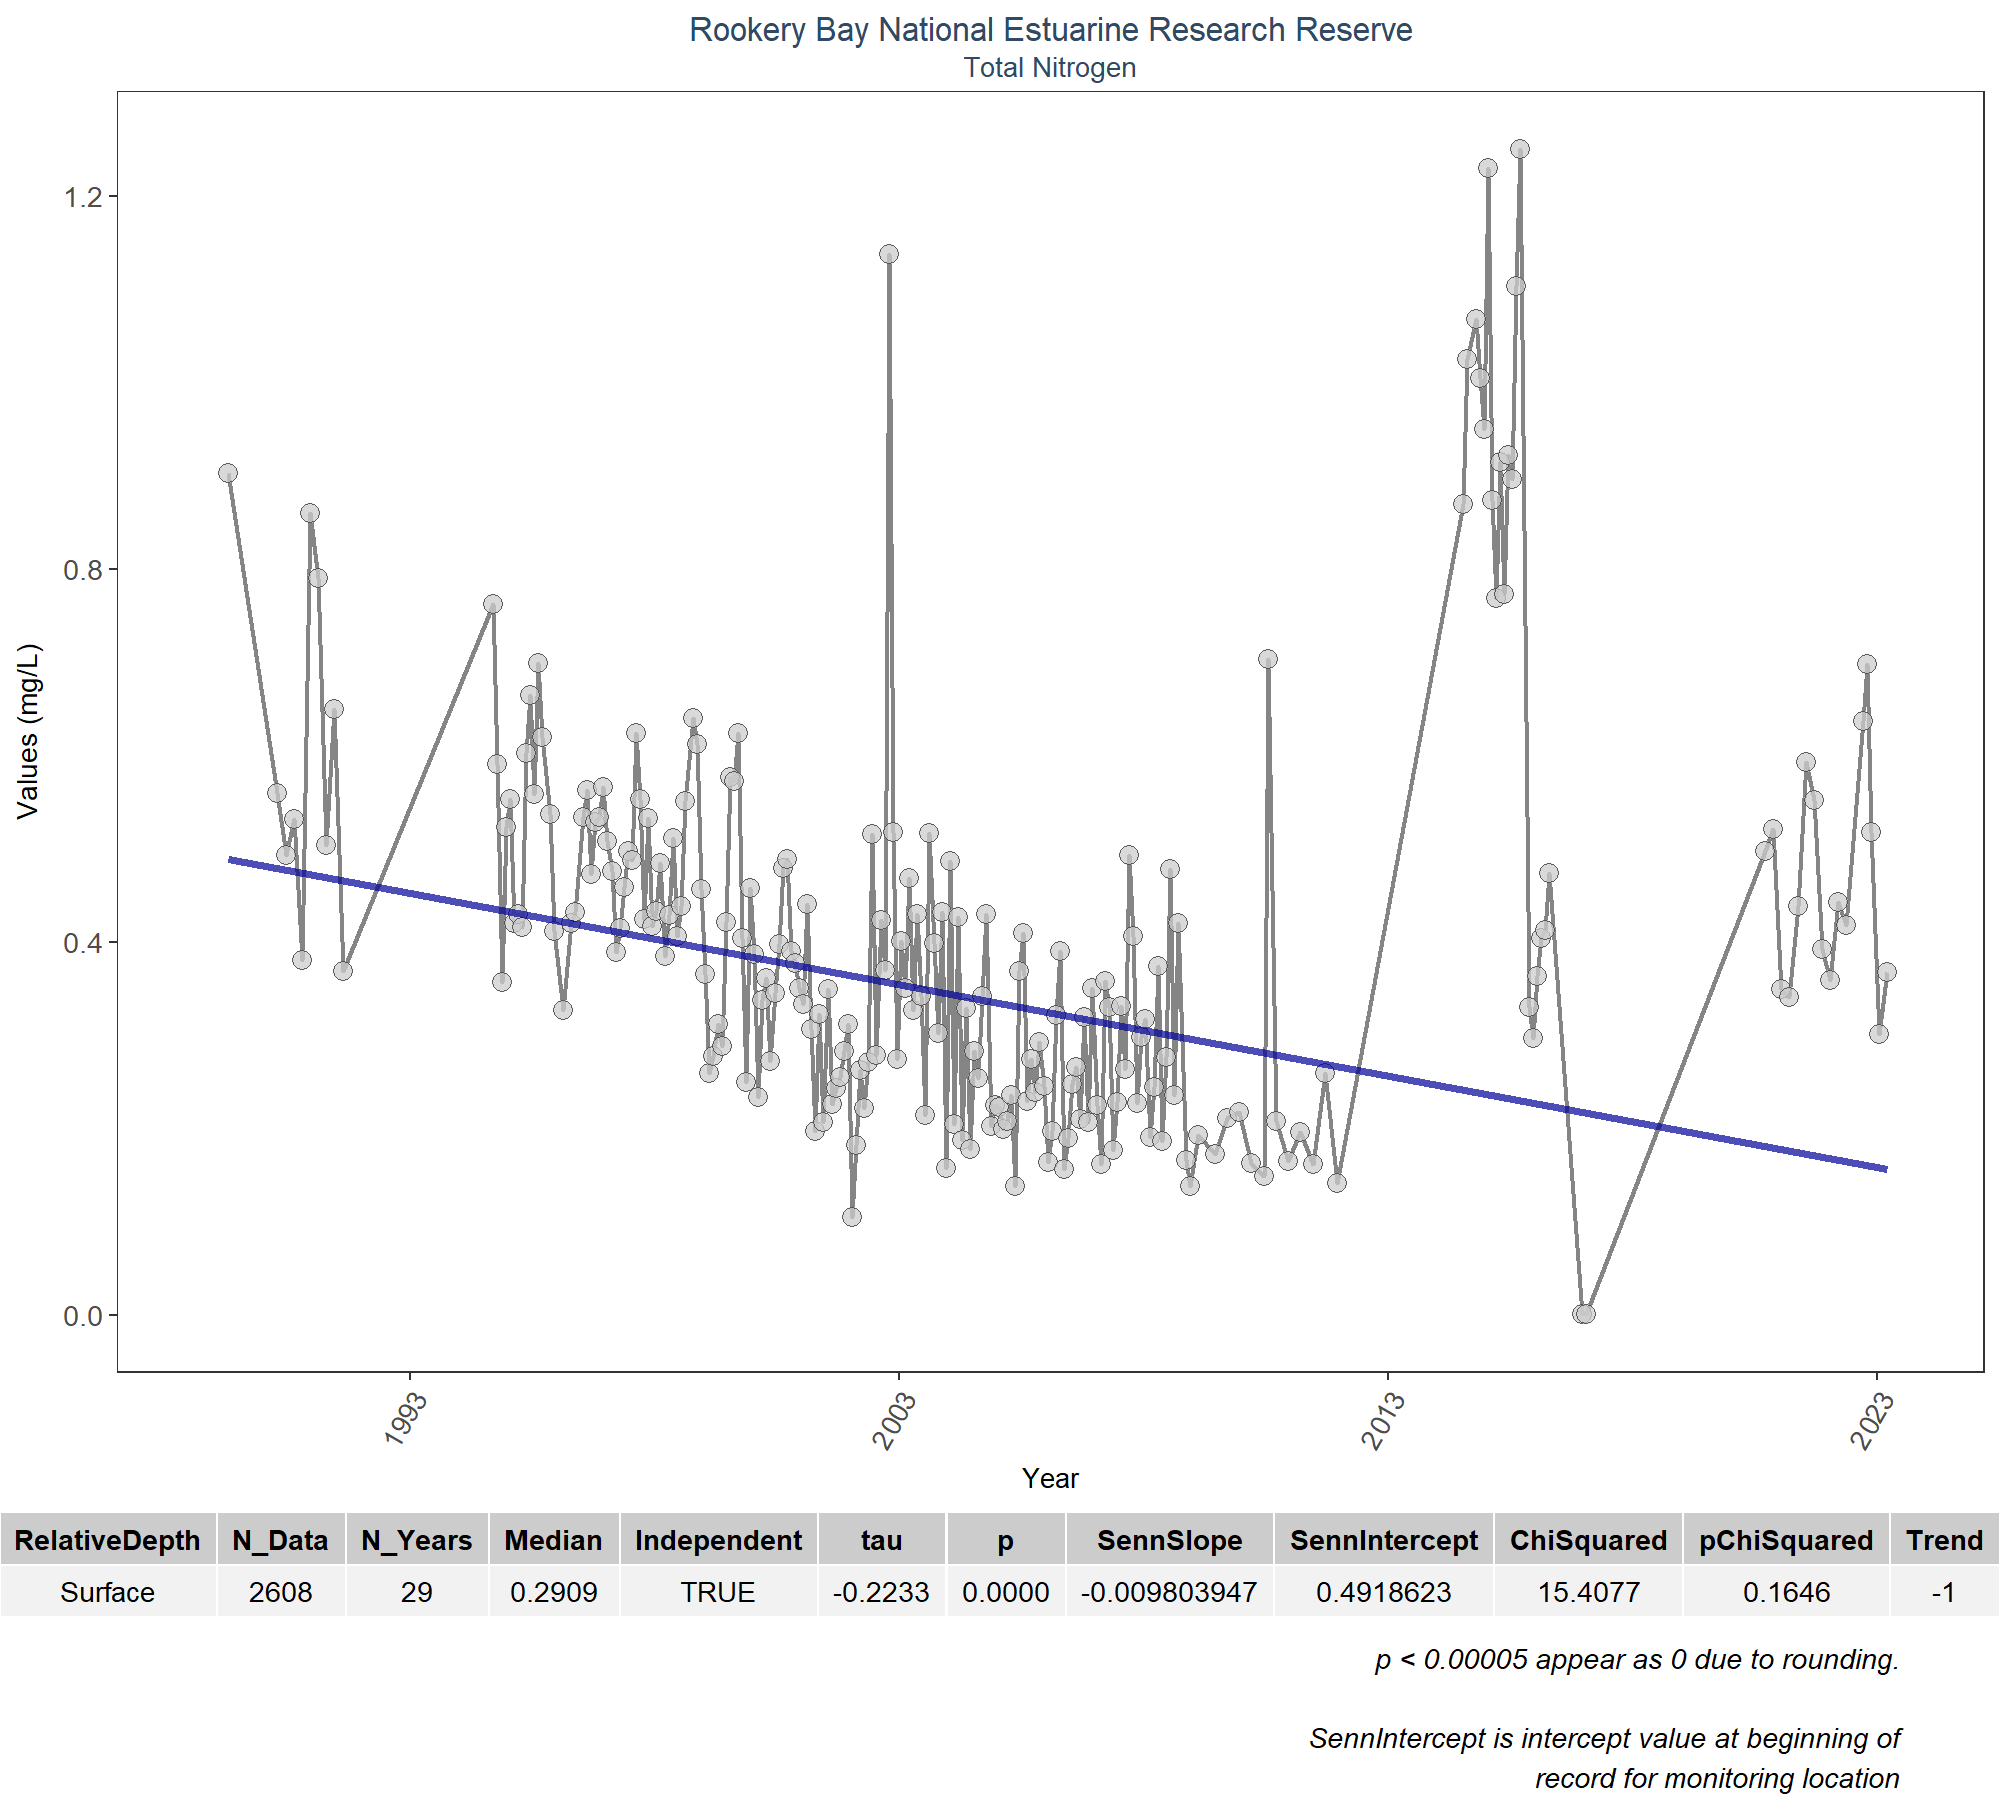 Rookery Bay National Estuarine Research Reserve
Total Nitrogen
Values (mg/L)
1.2
0.8
0.4
0.0
1993 2003 2013 2023
Year
RelativeDepth N_Data N_Years Median Independent tau p SennSlope SennIntercept ChiSquared pChiSquared Trend
Surface 2608 29 0.2909 TRUE -0.2233 0.0000 -0.009803947 0.4918623 15.4077 0.1646 -1
p < 0.00005 appear as 0 due to rounding.
SennIntercept is intercept value at beginning of
record for monitoring location